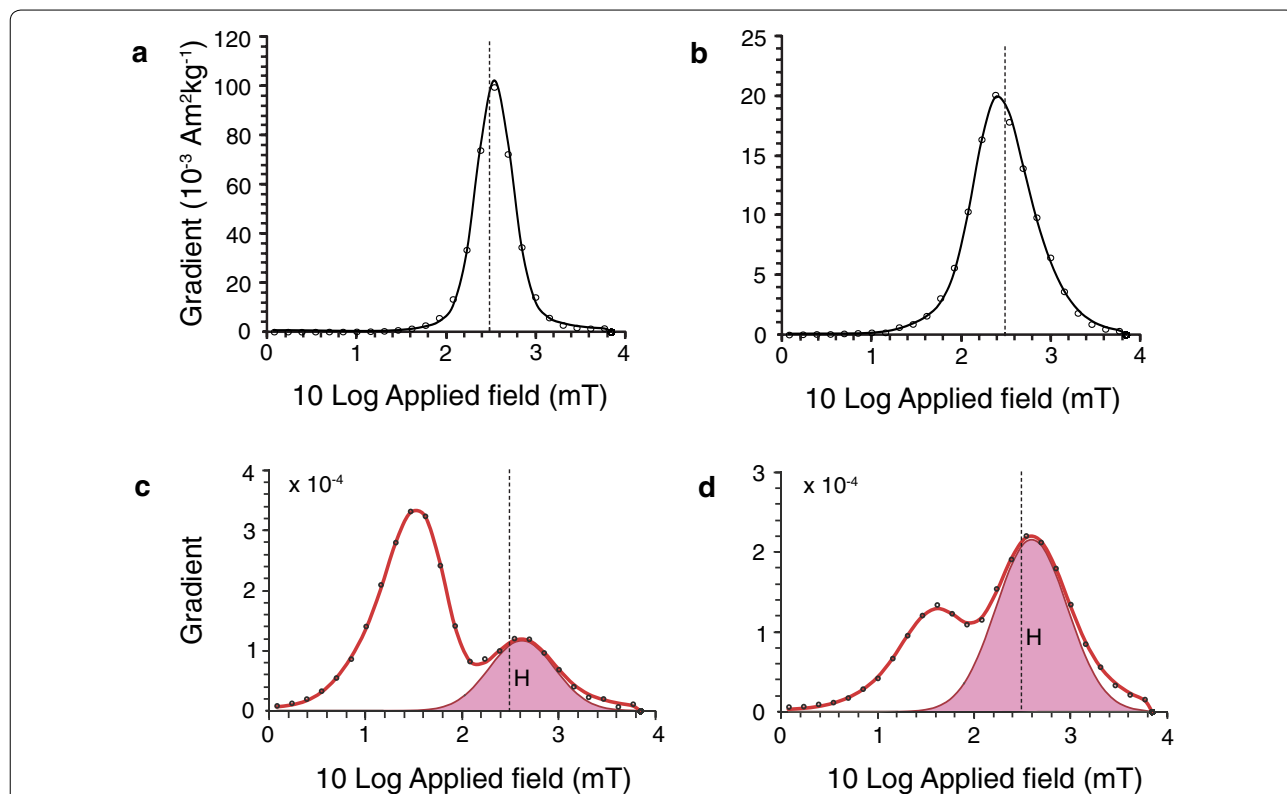 a
120
100
80
60
40
20
0
Gradient (10⁻³ Am²kg⁻¹)
0 1 2 3 4
10 Log Applied field (mT)
b
25
20
15
10
5
0
0 1 2 3 4
10 Log Applied field (mT)
c
x 10⁻⁴
4
3
2
1
0
Gradient
H
0 1 2 3 4
10 Log Applied field (mT)
d
x 10⁻⁴
3
2
1
0
H
0 1 2 3 4
10 Log Applied field (mT)